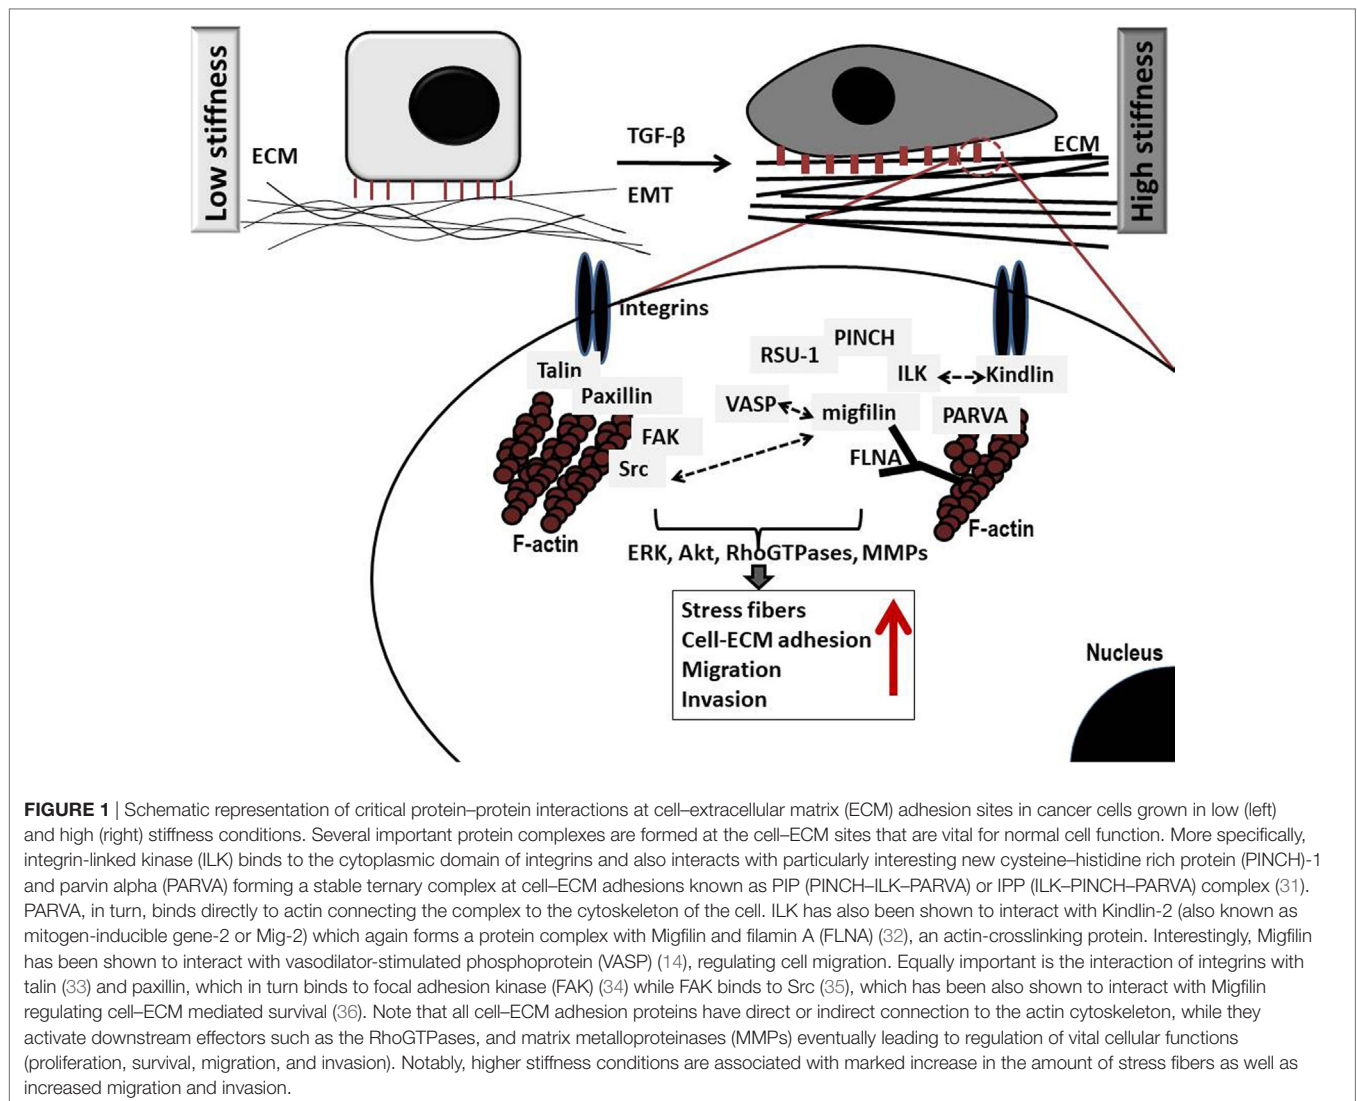 Low stiffness
ECM
TGF-β
EMT
ECM
High stiffness
integrins
PINCH
RSU-1
Talin
ILK
Kindlin
Paxillin
VASP
migfilin
PARVA
FAK
FLNA
Src
F-actin
F-actin
ERK, Akt, RhoGTPases, MMPs
Stress fibers
Cell-ECM adhesion
Migration
Invasion
Nucleus
FIGURE 1 | Schematic representation of critical protein–protein interactions at cell–extracellular matrix (ECM) adhesion sites in cancer cells grown in low (left)
and high (right) stiffness conditions. Several important protein complexes are formed at the cell–ECM sites that are vital for normal cell function. More specifically,
integrin-linked kinase (ILK) binds to the cytoplasmic domain of integrins and also interacts with particularly interesting new cysteine–histidine rich protein (PINCH)-1
and parvin alpha (PARVA) forming a stable ternary complex at cell–ECM adhesions known as PIP (PINCH–ILK–PARVA) or IPP (ILK–PINCH–PARVA) complex (31).
PARVA, in turn, binds directly to actin connecting the complex to the cytoskeleton of the cell. ILK has also been shown to interact with Kindlin-2 (also known as
mitogen-inducible gene-2 or Mig-2) which again forms a protein complex with Migfilin and filamin A (FLNA) (32), an actin-crosslinking protein. Interestingly, Migfilin
has been shown to interact with vasodilator-stimulated phosphoprotein (VASP) (14), regulating cell migration. Equally important is the interaction of integrins with
talin (33) and paxillin, which in turn binds to focal adhesion kinase (FAK) (34) while FAK binds to Src (35), which has been also shown to interact with Migfilin
regulating cell–ECM mediated survival (36). Note that all cell–ECM adhesion proteins have direct or indirect connection to the actin cytoskeleton, while they
activate downstream effectors such as the RhoGTPases, and matrix metalloproteinases (MMPs) eventually leading to regulation of vital cellular functions
(proliferation, survival, migration, and invasion). Notably, higher stiffness conditions are associated with marked increase in the amount of stress fibers as well as
increased migration and invasion.